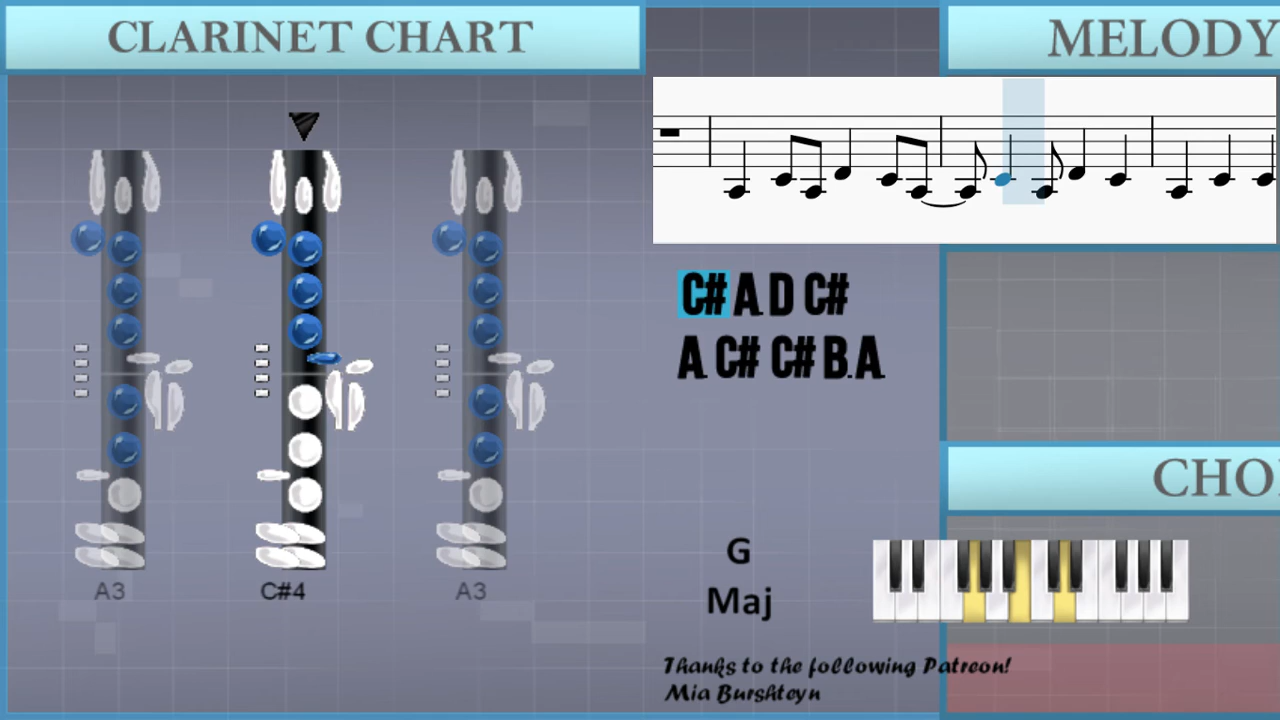 CLARINET CHART
MELODY
C# A D C#
A C# C# B A
A3
C#4
A3
G
Maj
CHO
Thanks to the following Patreon!
Mia Burshteyn